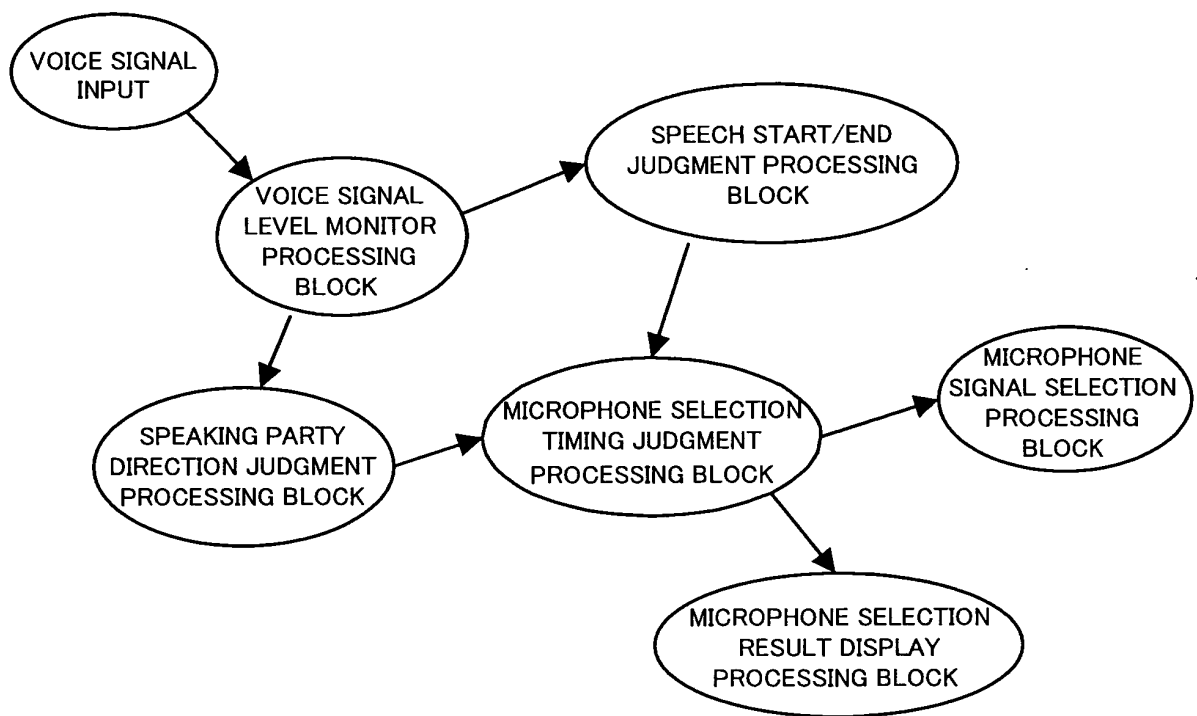 VOICE SIGNAL
INPUT
VOICE SIGNAL
LEVEL MONITOR
PROCESSING
BLOCK
SPEECH START/END
JUDGMENT PROCESSING
BLOCK
SPEAKING PARTY
DIRECTION JUDGMENT
PROCESSING BLOCK
MICROPHONE SELECTION
TIMING JUDGMENT
PROCESSING BLOCK
MICROPHONE
SIGNAL SELECTION
PROCESSING
BLOCK
MICROPHONE SELECTION
RESULT DISPLAY
PROCESSING BLOCK